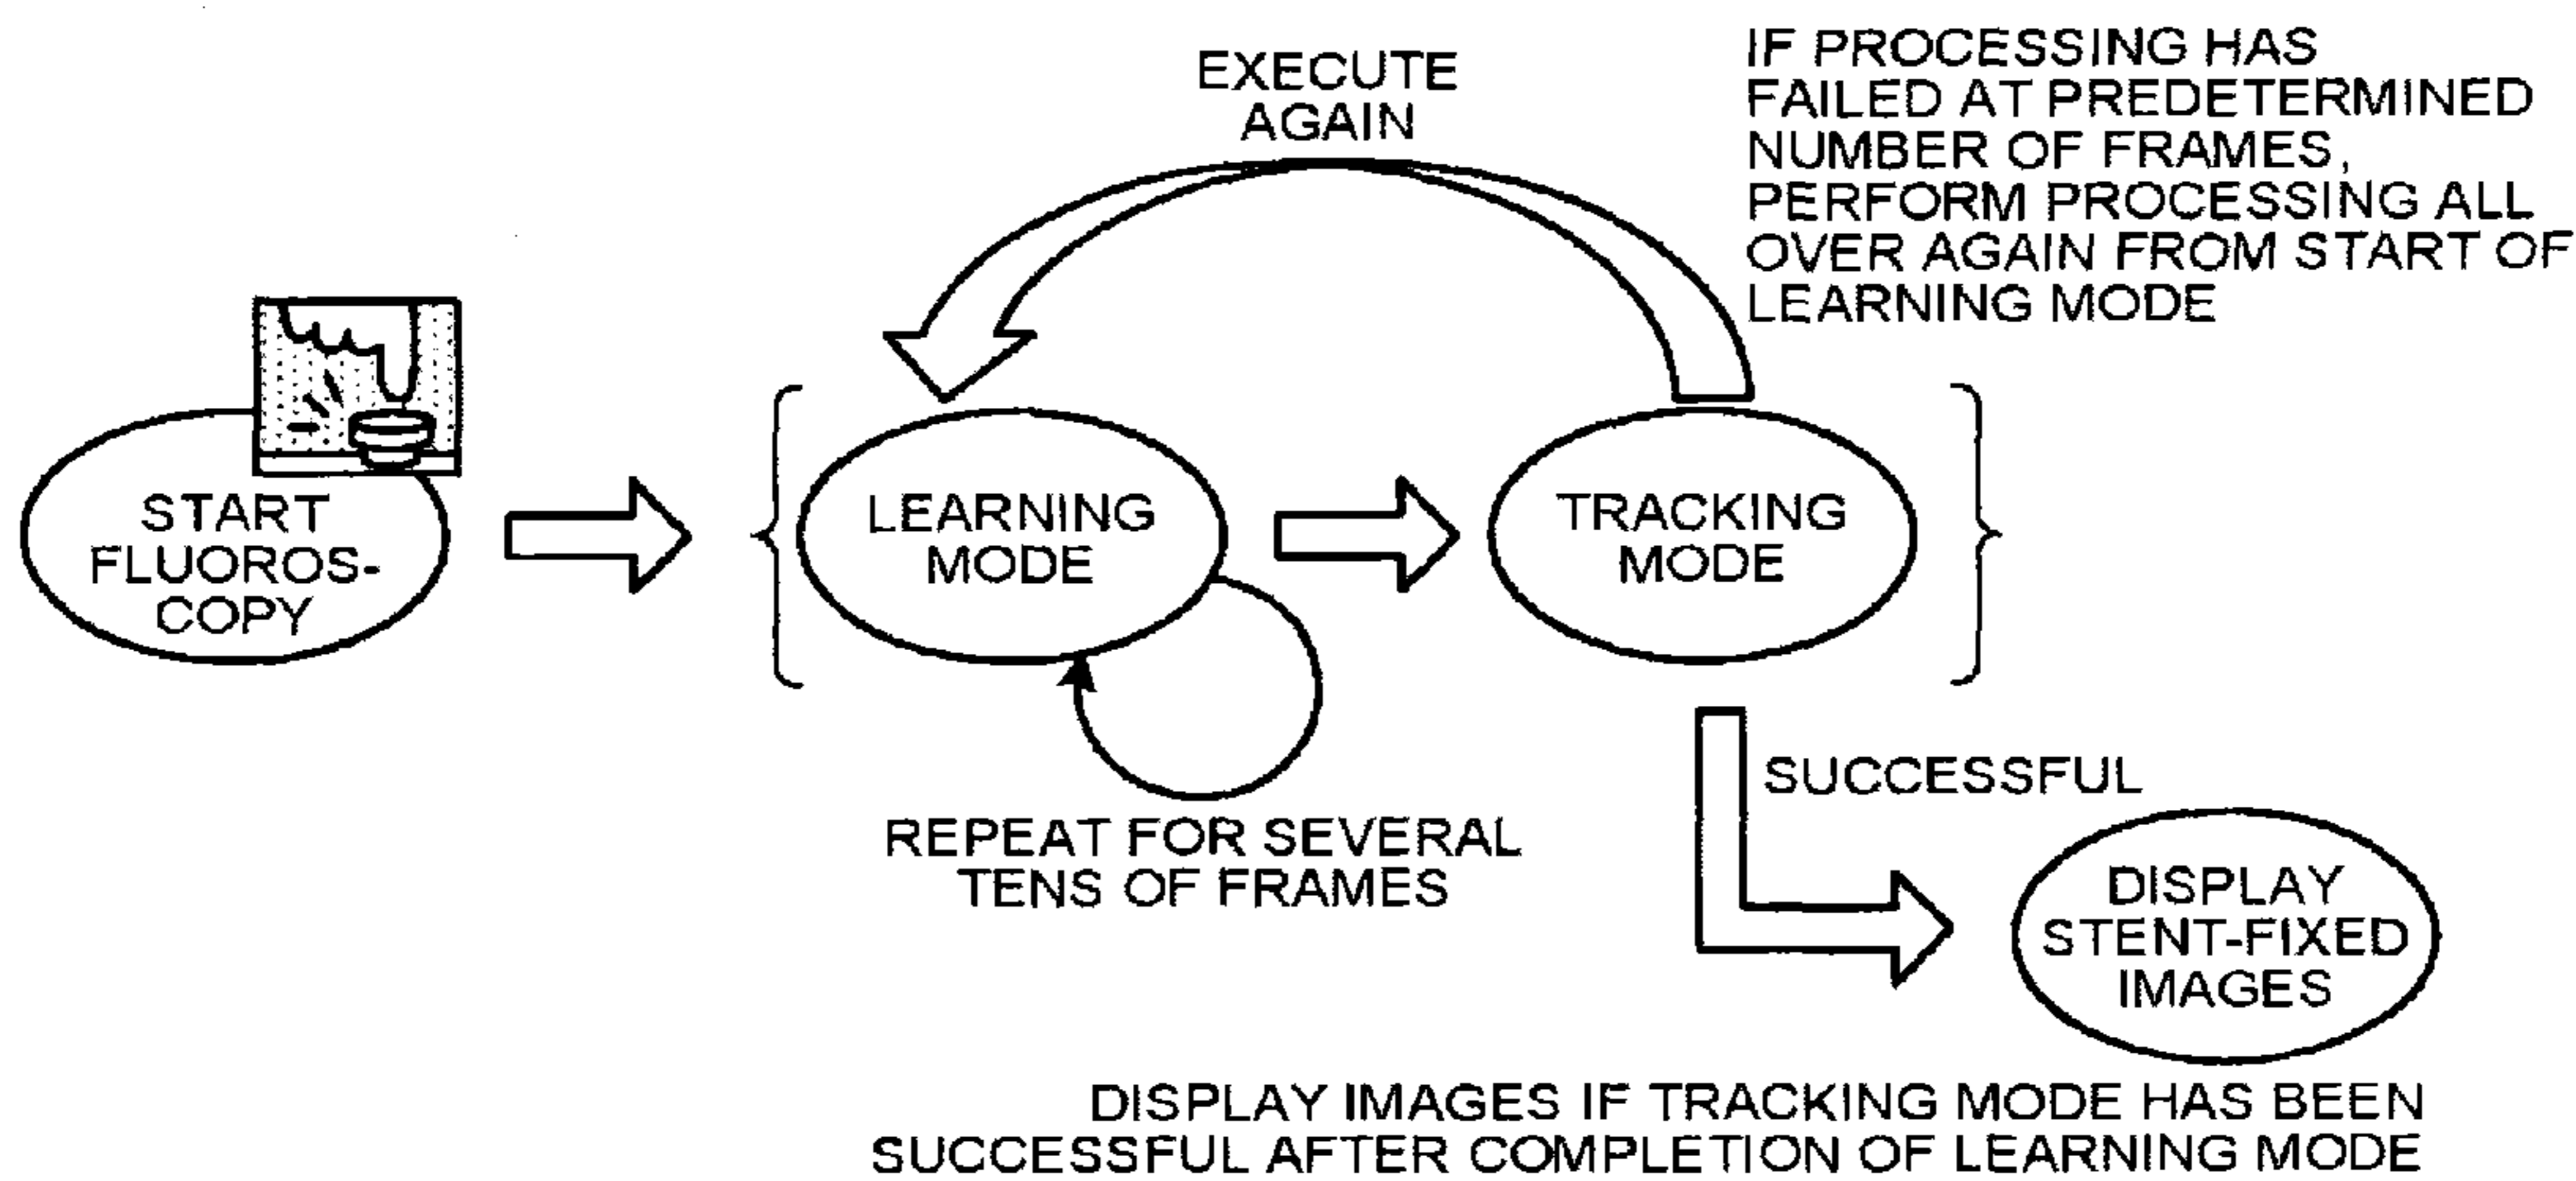 EXECUTE
AGAIN
IF PROCESSING HAS
FAILED AT PREDETERMINED
NUMBER OF FRAMES,
PERFORM PROCESSING ALL
OVER AGAIN FROM START OF
LEARNING MODE
START
FLUOROS-
COPY
LEARNING
MODE
TRACKING
MODE
REPEAT FOR SEVERAL
TENS OF FRAMES
SUCCESSFUL
DISPLAY
STENT-FIXED
IMAGES
DISPLAY IMAGES IF TRACKING MODE HAS BEEN
SUCCESSFUL AFTER COMPLETION OF LEARNING MODE